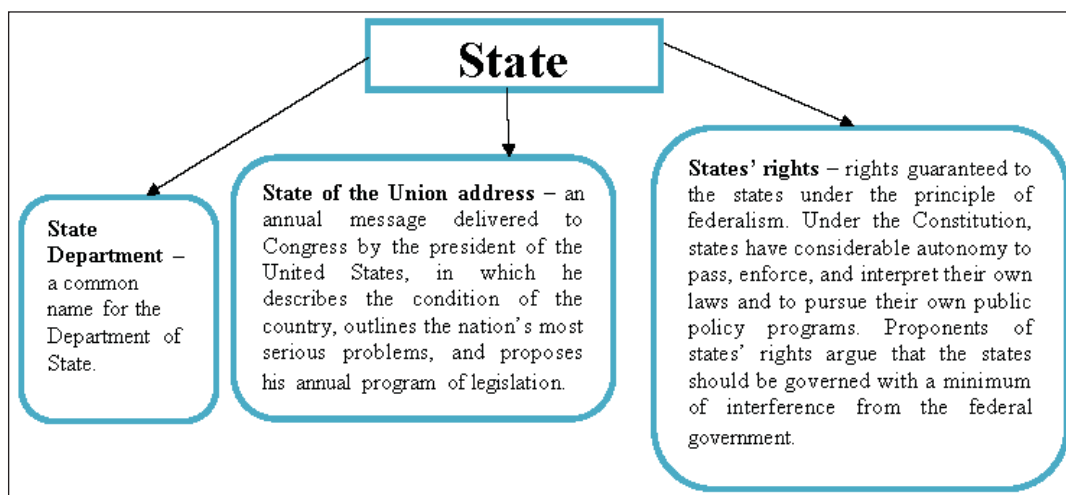 State
State
Department –
a common
name for the
Department of
State.
State of the Union address – an
annual message delivered to
Congress by the president of the
United States, in which he
describes the condition of the
country, outlines the nation's most
serious problems, and proposes
his annual program of legislation.
States' rights – rights guaranteed to
the states under the principle of
federalism. Under the Constitution,
states have considerable autonomy to
pass, enforce, and interpret their own
laws and to pursue their own public
policy programs. Proponents of
states' rights argue that the states
should be governed with a minimum
of interference from the federal
government.